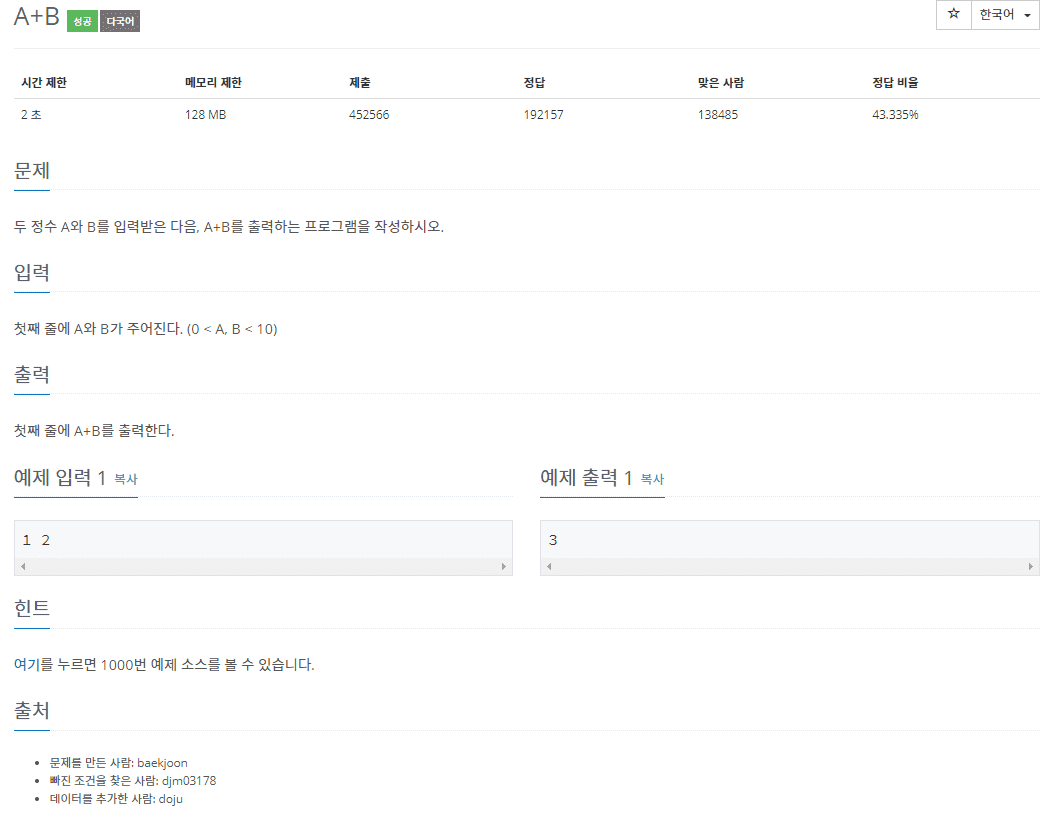 A+B 성공 다국어
☆ 한국어
시간 제한 메모리 제한 제출 정답 맞은 사람 정답 비율
2 초 128 MB 452566 192157 138485 43.335%
문제
두 정수 A와 B를 입력받은 다음, A+B를 출력하는 프로그램을 작성하시오.
입력
첫째 줄에 A와 B가 주어진다. (0 < A, B < 10)
출력
첫째 줄에 A+B를 출력한다.
예제 입력 1 복사
1 2
예제 출력 1 복사
3
힌트
여기를 누르면 1000번 예제 소스를 볼 수 있습니다.
출처
문제를 만든 사람: baekjoon
빠진 조건을 찾은 사람: djm03178
데이터를 추가한 사람: doju